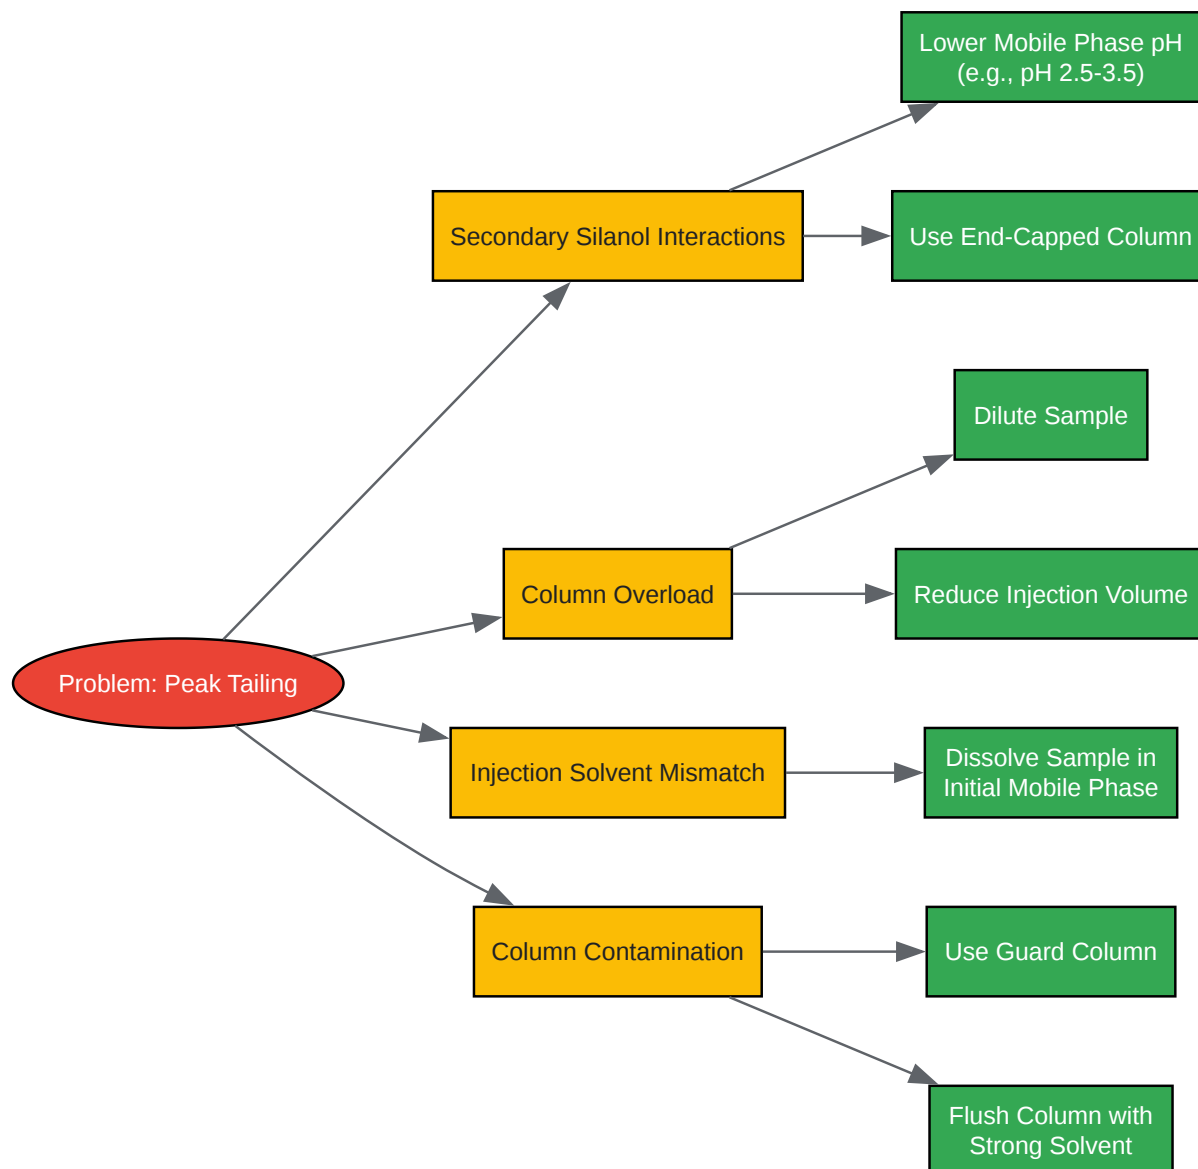 Lower Mobile Phase pH
(e.g., pH 2.5-3.5)
Secondary Silanol Interactions
Use End-Capped Column
Dilute Sample
Column Overload
Reduce Injection Volume
Problem: Peak Tailing
Injection Solvent Mismatch
Dissolve Sample in
Initial Mobile Phase
Column Contamination
Use Guard Column
Flush Column with
Strong Solvent